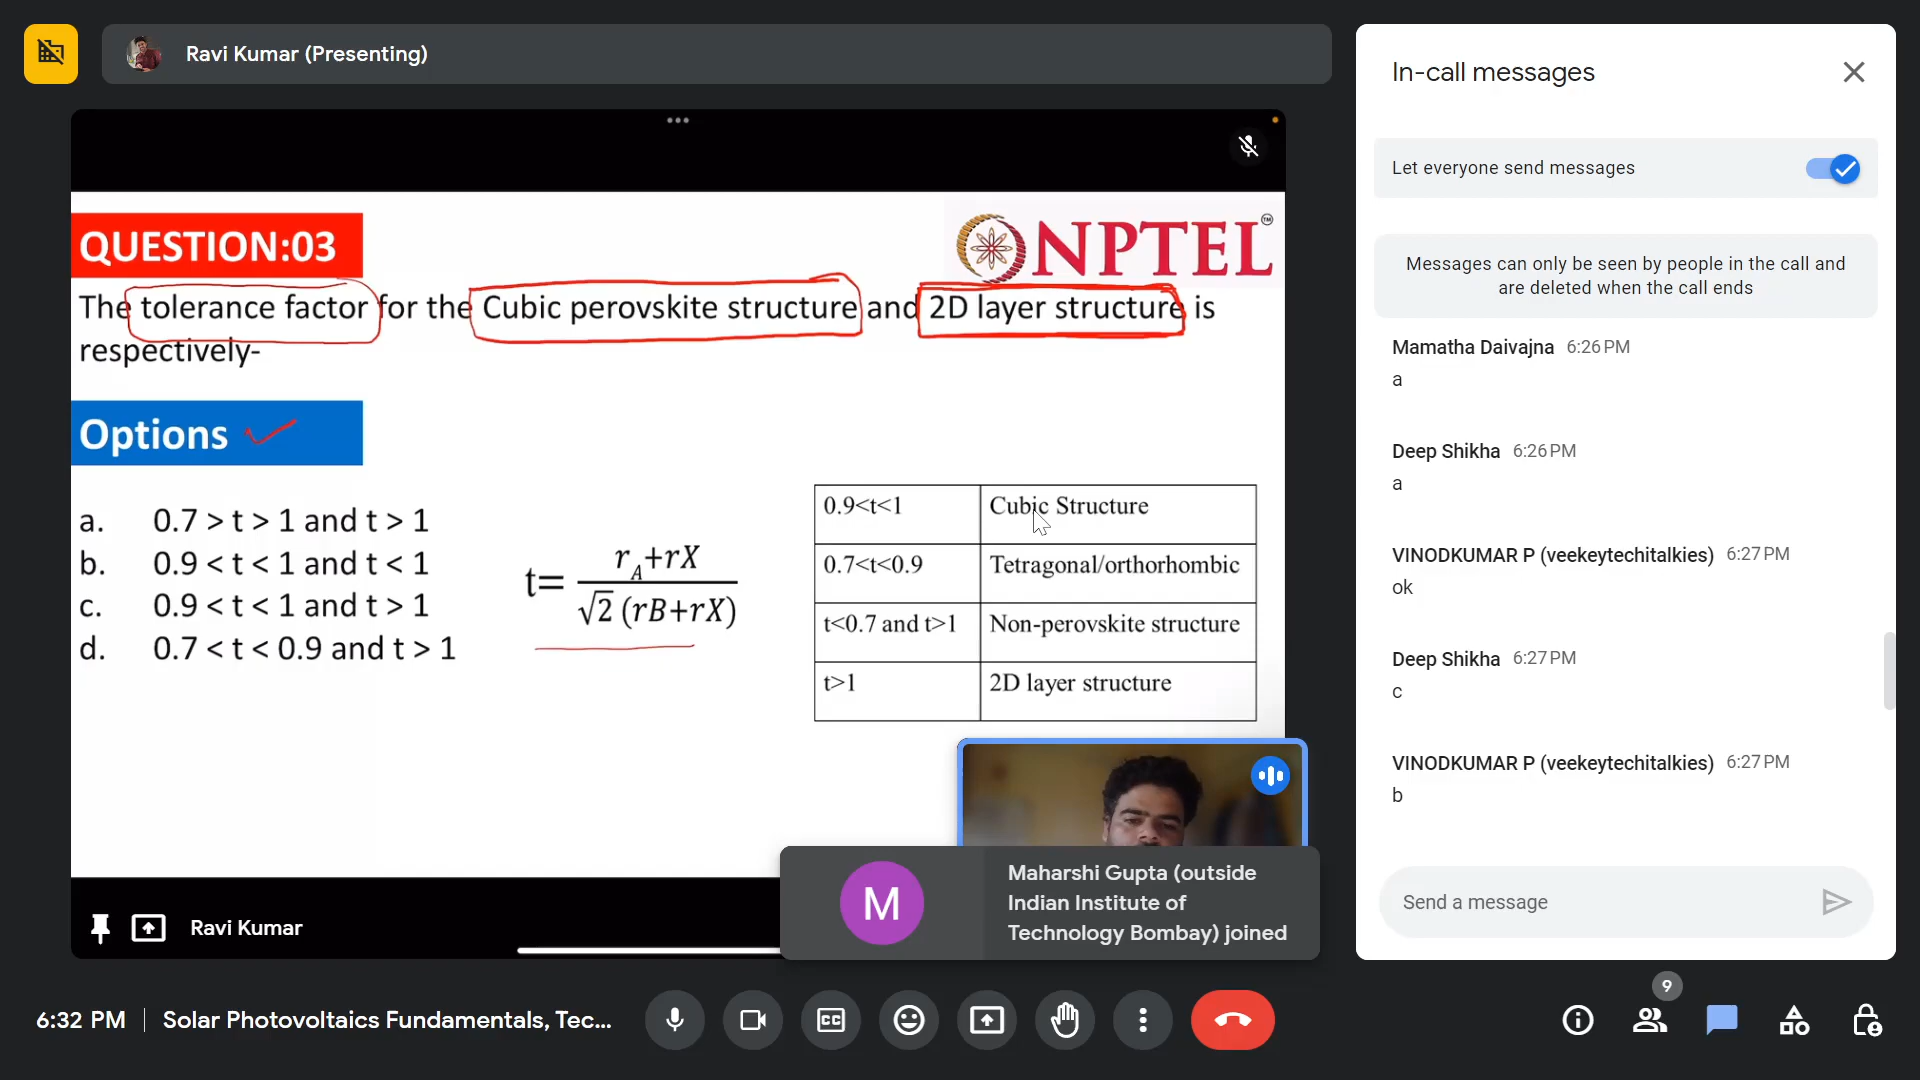 Ravi Kumar (Presenting)
QUESTION:03
NPTEL
TM
The tolerance factor for the Cubic perovskite structure and 2D layer structure is
respectively-
Options
a. 0.7 > t > 1 and t > 1
b. 0.9 < t < 1 and t < 1
c. 0.9 < t < 1 and t > 1
d. 0.7 < t < 0.9 and t > 1
t= (r_A+rX)/(√2 (rB+rX))
0.9<t<1 Cubic Structure
0.7<t<0.9 Tetragonal/orthorhombic
t<0.7 and t>1 Non-perovskite structure
t>1 2D layer structure
Ravi Kumar
M
Maharshi Gupta (outside
Indian Institute of
Technology Bombay) joined
In-call messages
Let everyone send messages
Messages can only be seen by people in the call and
are deleted when the call ends
Mamatha Daivajna 6:26 PM
a
Deep Shikha 6:26 PM
a
VINODKUMAR P (veekeytechitalkies) 6:27 PM
ok
Deep Shikha 6:27 PM
c
VINODKUMAR P (veekeytechitalkies) 6:27 PM
b
Send a message
6:32 PM | Solar Photovoltaics Fundamentals, Tec...
CC
9